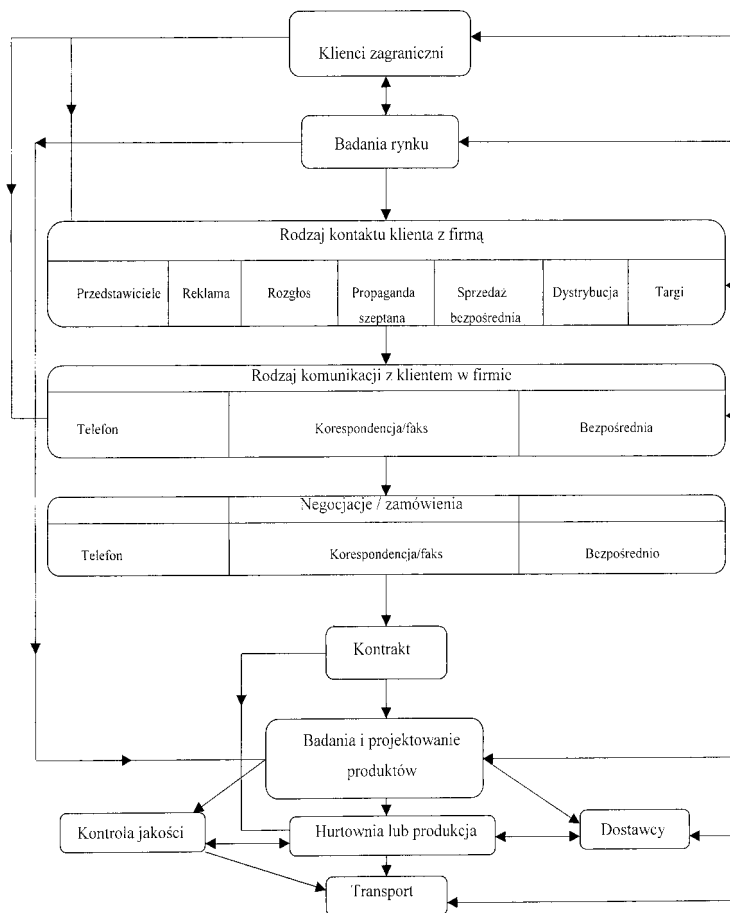 Klienci zagraniczni
Badania rynku
Rodzaj kontaktu klienta z firmą
Przedstawiciele
Reklama
Rozgłos
Propaganda
szeptana
Sprzedaż
bezpośrednia
Dystrybucja
Targi
Rodzaj komunikacji z klientem w firmie
Telefon
Korespondencja/faks
Bezpośrednia
Negocjacje / zamówienia
Telefon
Korespondencja/faks
Bezpośrednio
Kontrakt
Badania i projektowanie
produktów
Kontrola jakości
Hurtownia lub produkcja
Dostawcy
Transport